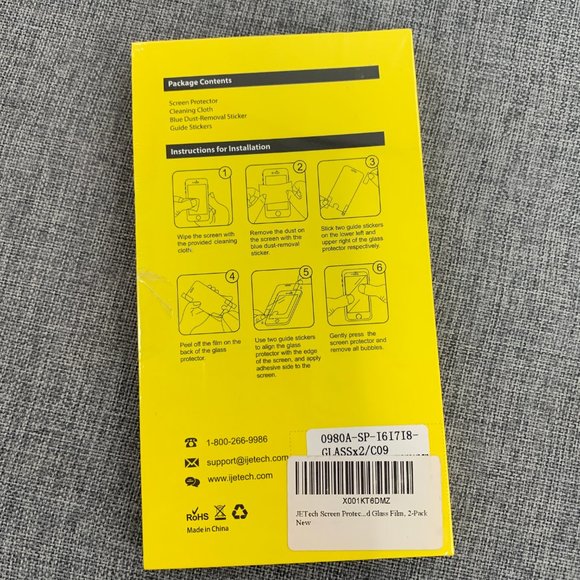 Package Contents
Screen Protector
Cleaning Cloth
Blue Dust-Removal Sticker
Guide Stickers
Instructions for Installation
1
2
3
Wipe the screen with
the provided cleaning
cloth.
Remove the dust on
the screen with the
blue dust-removal
sticker.
Stick two guide stickers
on the lower left and
upper right of the glass
protector respectively.
4
5
6
Peel off the film on the
back of the glass
protector.
Use two guide stickers
to align the glass
protector with the edge
of the screen, and apply
adhesive side to the
screen.
Gently press the
screen protector and
remove all bubbles.
1-800-266-9986
support@ijetech.com
www.ijetech.com
RoHS
Made in China
0980A-SP-I6I7I8-
GLASSx2/C09
X001KT6DMZ
JETech Screen Protec...d Glass Film, 2-Pack
New